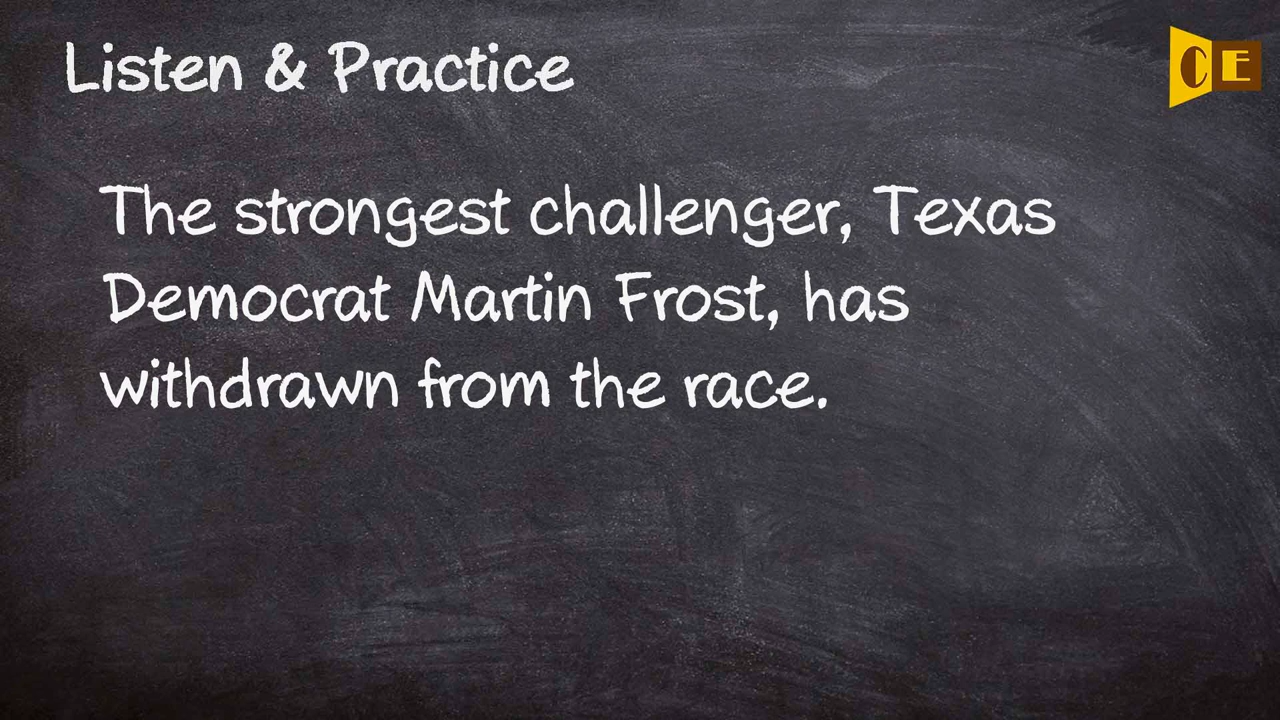 Listen & Practice
CE
The strongest challenger, Texas
Democrat Martin Frost, has
withdrawn from the race.